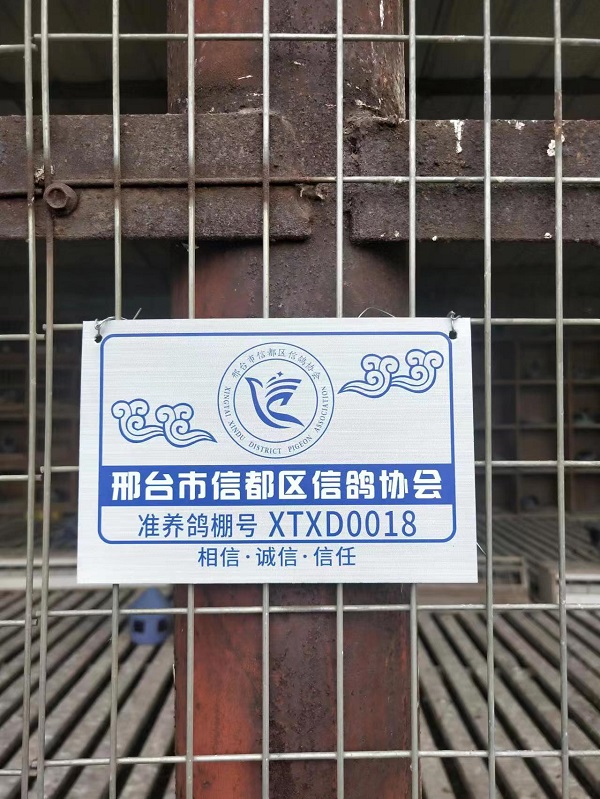 邢台市信都区信鸽协会
XINGTAI XINDU DISTRICT PIGEON ASSOCIATION
邢台市信都区信鸽协会
准养鸽棚号 XTXD0018
相信·诚信·信任